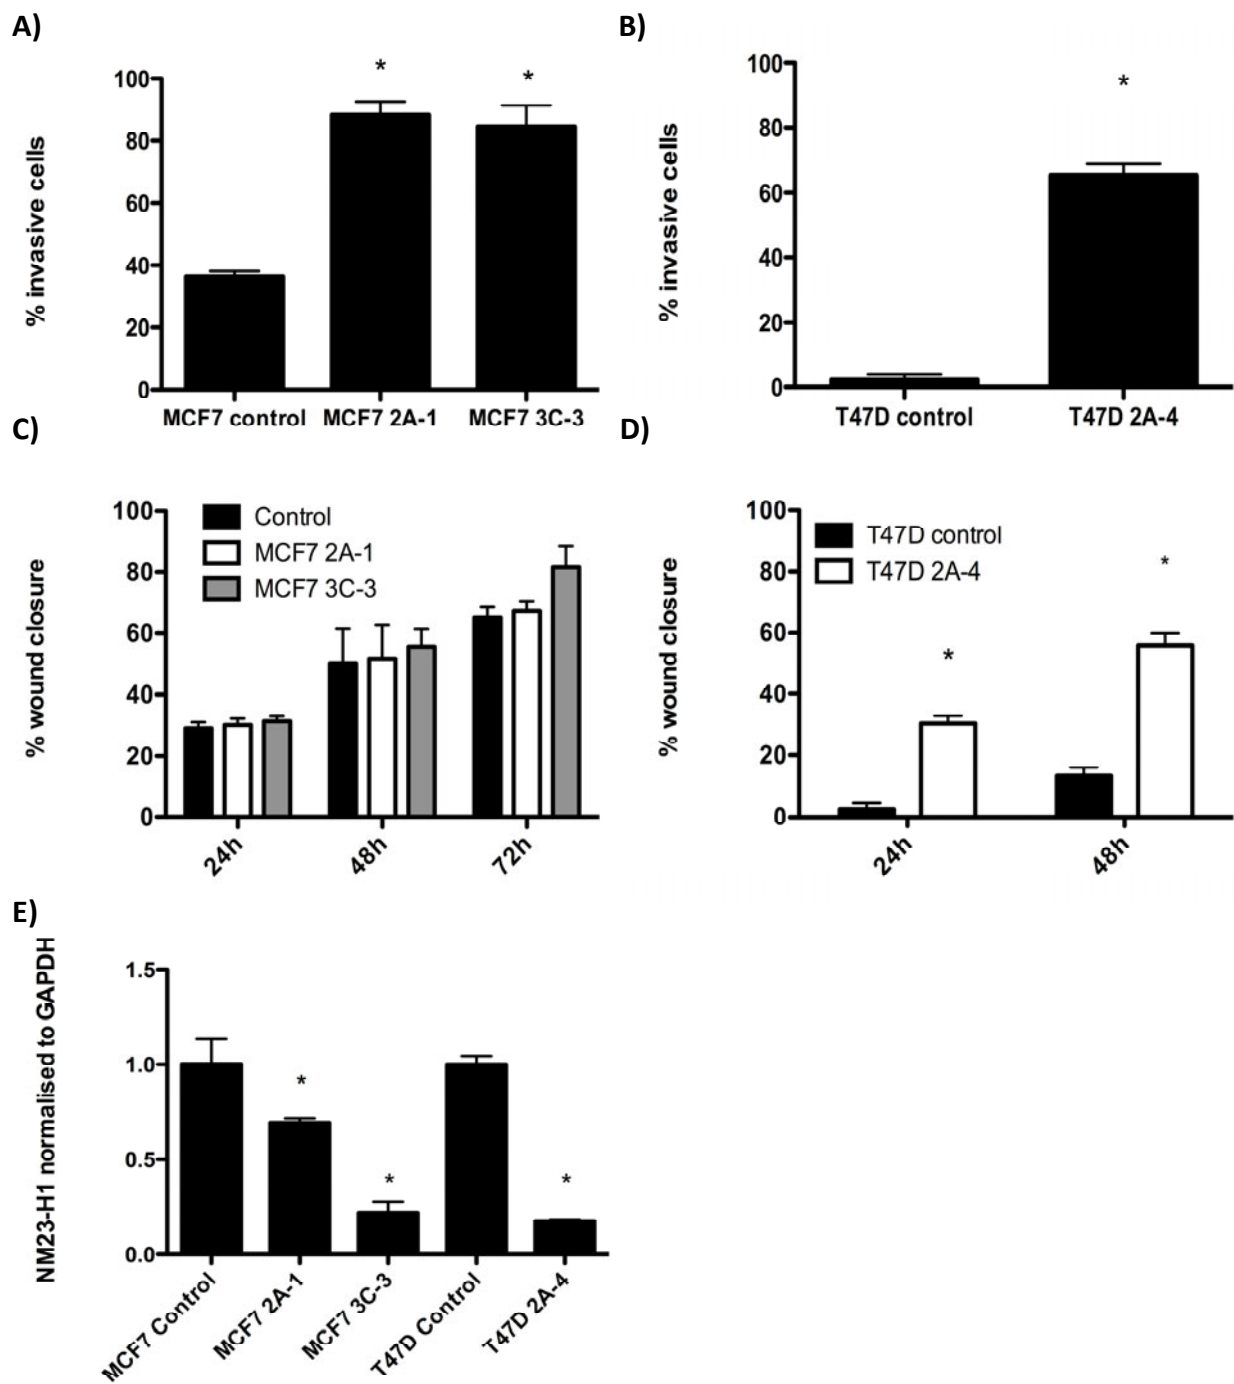 A)
% invasive cells
100
80
60
40
20
0
*
*
MCF7 control
MCF7 2A-1
MCF7 3C-3
B)
% invasive cells
100
80
60
40
20
0
*
T47D control
T47D 2A-4
C)
% wound closure
100
80
60
40
20
0
Control
MCF7 2A-1
MCF7 3C-3
24h
48h
72h
D)
% wound closure
100
80
60
40
20
0
T47D control
T47D 2A-4
*
*
24h
48h
E)
NM23-H1 normalised to GAPDH
1.5
1.0
0.5
0.0
*
*
*
MCF7 Control
MCF7 2A-1
MCF7 3C-3
T47D Control
T47D 2A-4